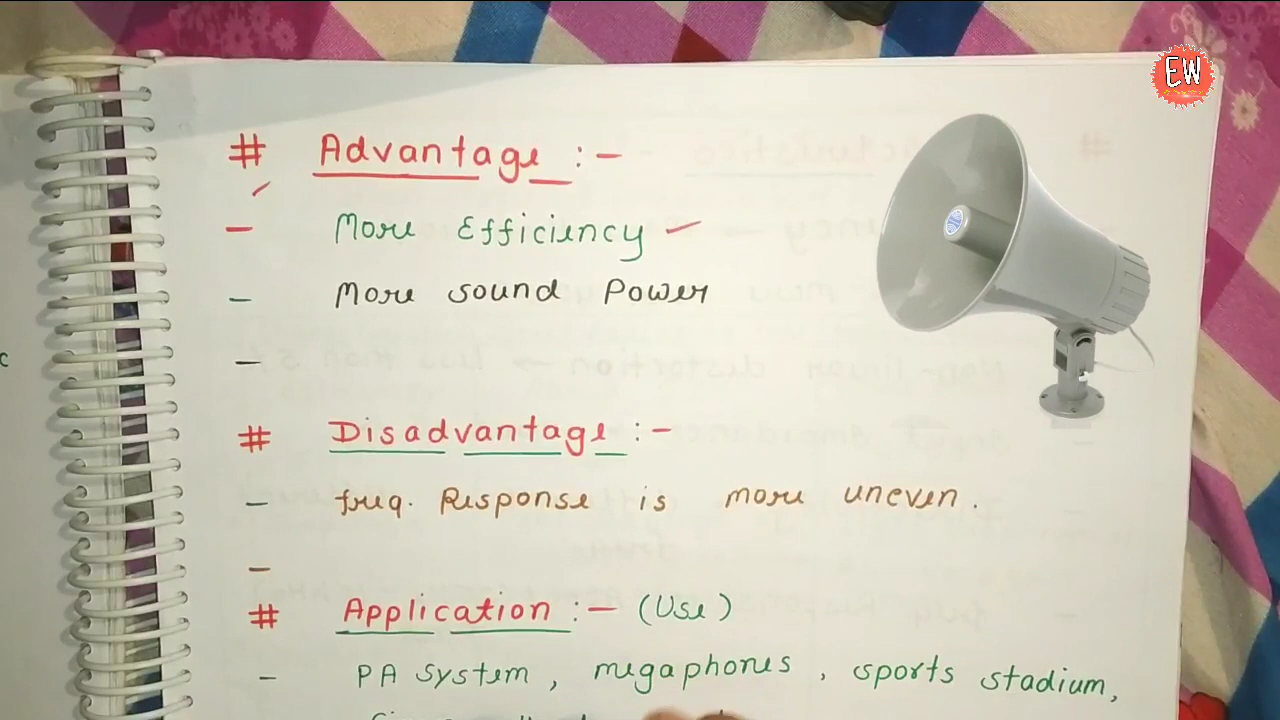 EW
# Advantage :-
- More Efficiency -
- More sound Power
-
# Disadvantage :-
- freq. Response is more uneven.
-
# Application :- (Use)
- PA system, megaphones, sports stadium,
c